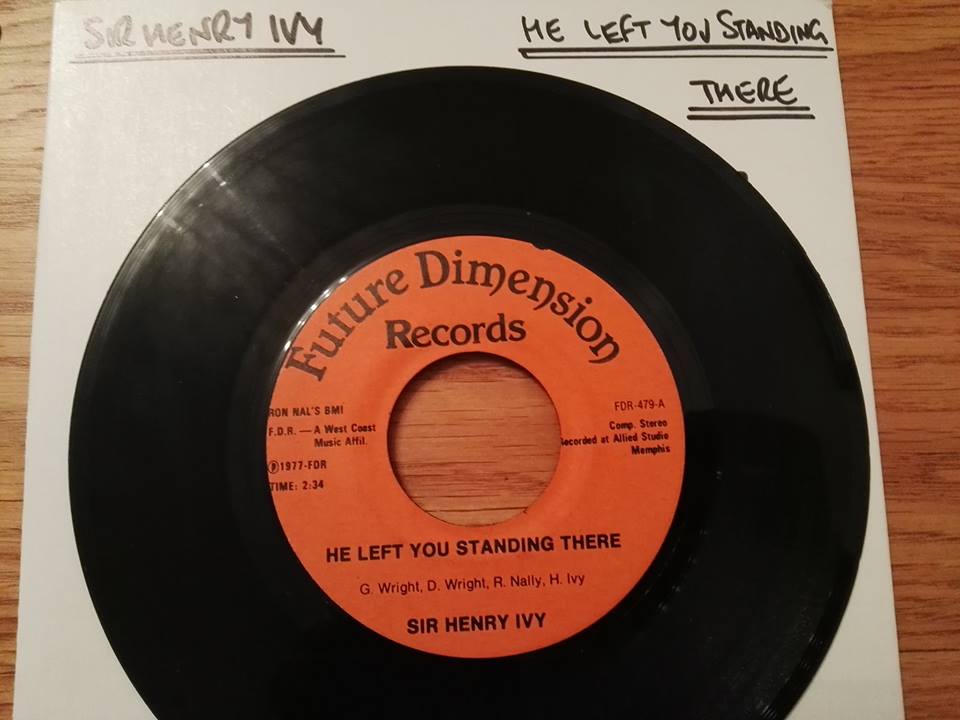 SIR HENRY IVY
HE LEFT YOU STANDING
THERE
Future Dimension
Records
RON NAL'S BMI
F.D.R. — A West Coast
Music Affil.
Ⓟ1977-FDR
TIME: 2:34
FDR-479-A
Comp. Stereo
Recorded at Allied Studio
Memphis
HE LEFT YOU STANDING THERE
G. Wright, D. Wright, R. Nally, H. Ivy
SIR HENRY IVY